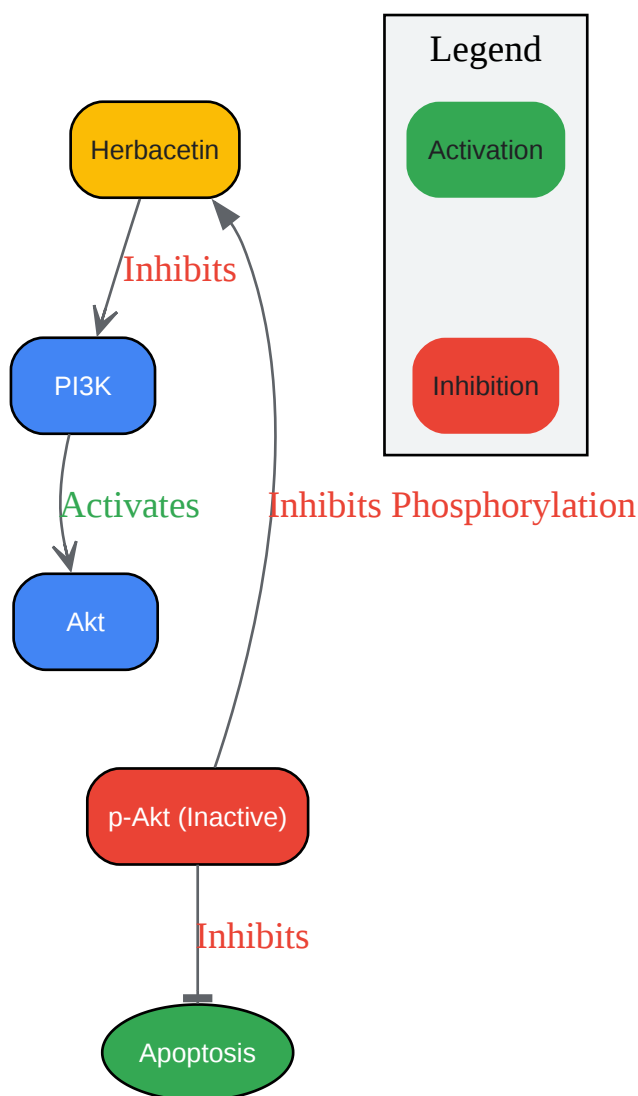 Legend
Herbacetin
Activation
Inhibits
PI3K
Inhibition
Activates
Inhibits Phosphorylation
Akt
p-Akt (Inactive)
Inhibits
Apoptosis